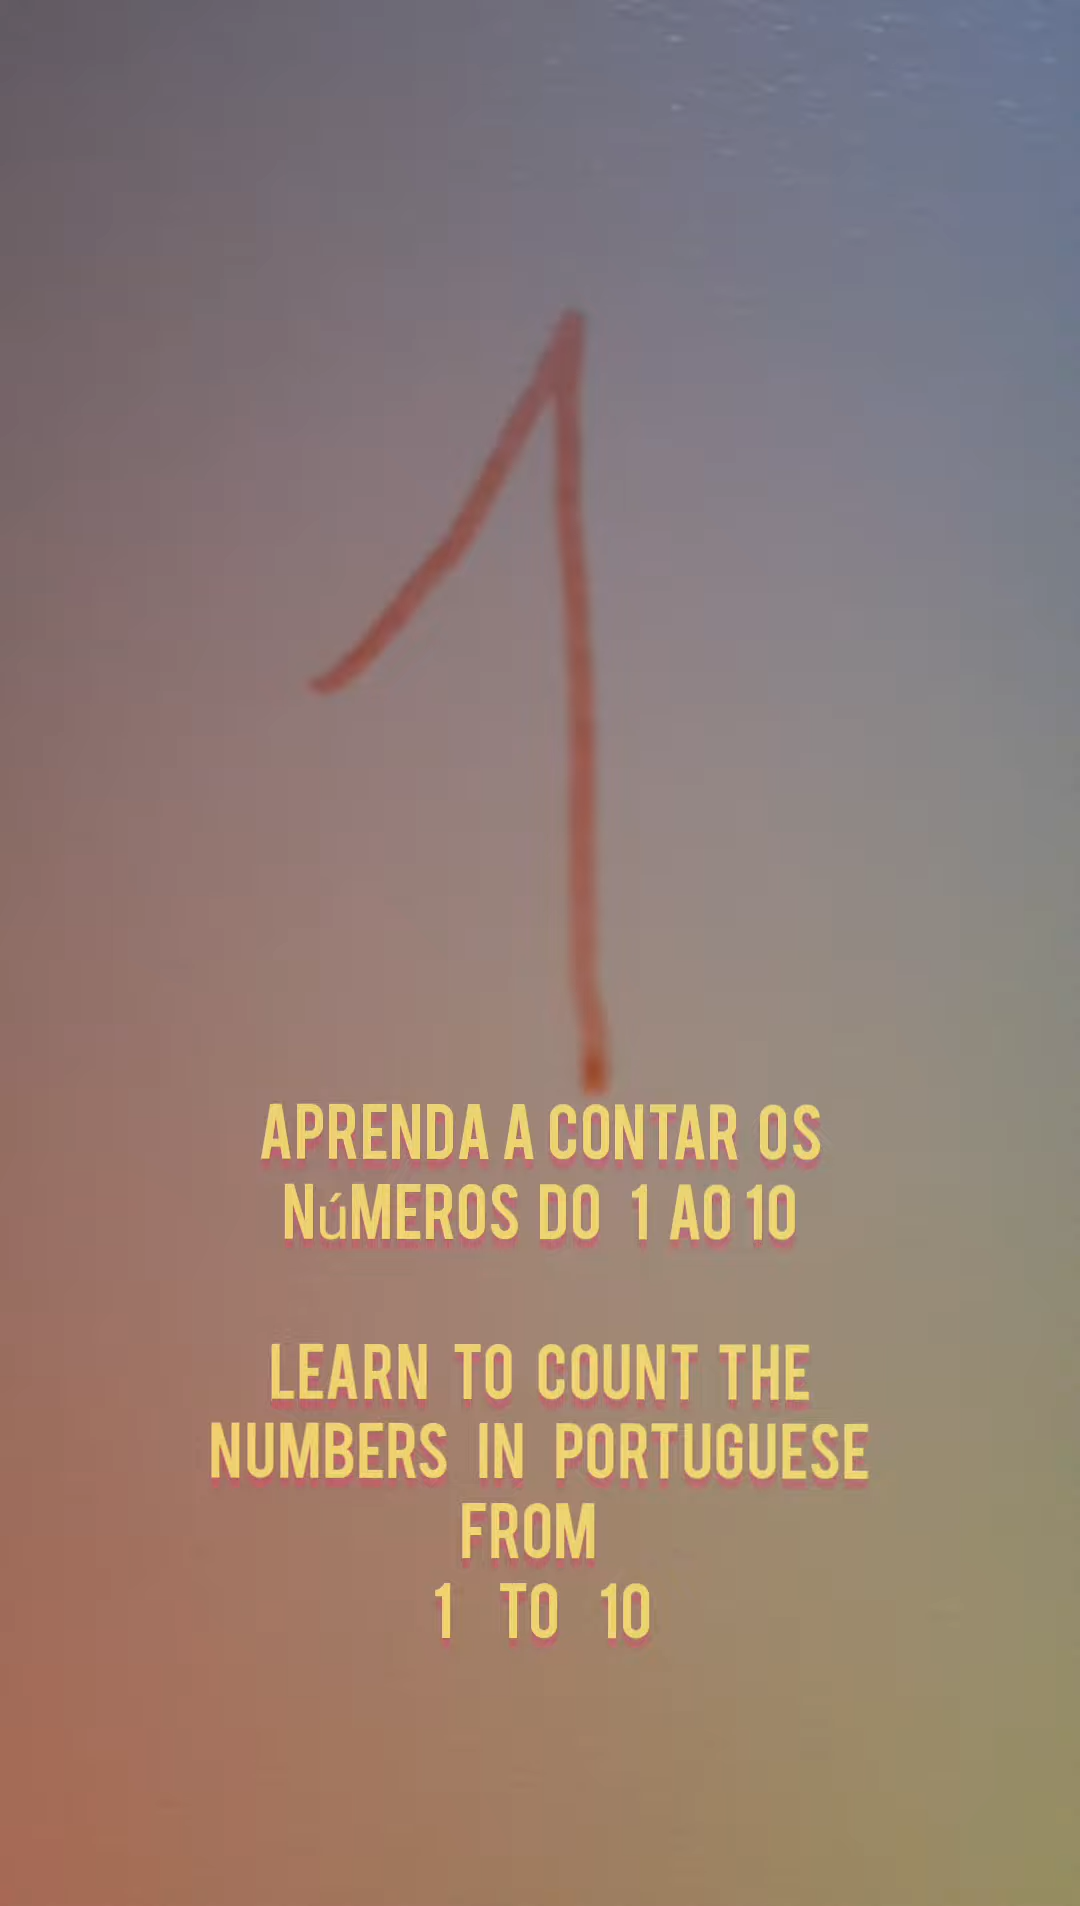 1
APRENDA A CONTAR OS
NúMEROS DO 1 AO 10
LEARN TO COUNT THE
NUMBERS IN PORTUGUESE
FROM
1 TO 10